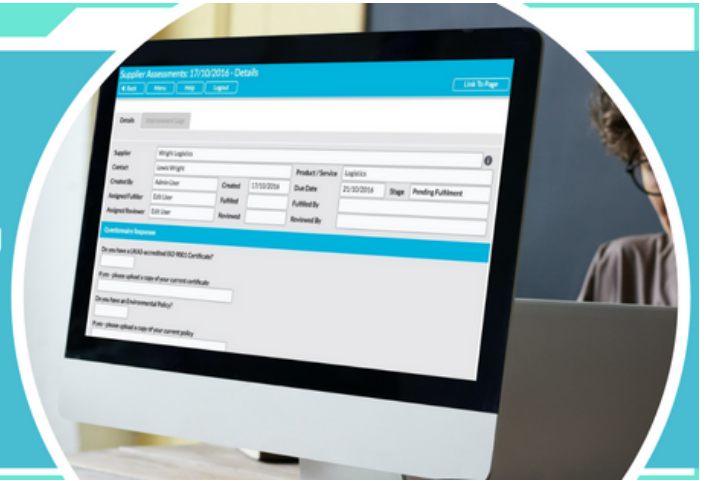 Supplier Assessments: 17/10/2016 - Details
Back Menu Help Logout Link To Page
Details Improvement Logs
Supplier Wright Logistics
Contact Lewis Wright Product / Service Logistics
Created By Admin User Created 17/10/2016 Due Date 21/10/2016 Stage Pending Fulfilment
Assigned Fulfiller Edit User Fulfilled Fulfilled By
Assigned Reviewer Edit User Reviewed Reviewed By
Questionnaire Responses
Do you have a UKAS accredited ISO 9001 Certificate?
If yes - please upload a copy of your current certificate
Do you have an Environmental Policy?
If yes - please upload a copy of your current policy